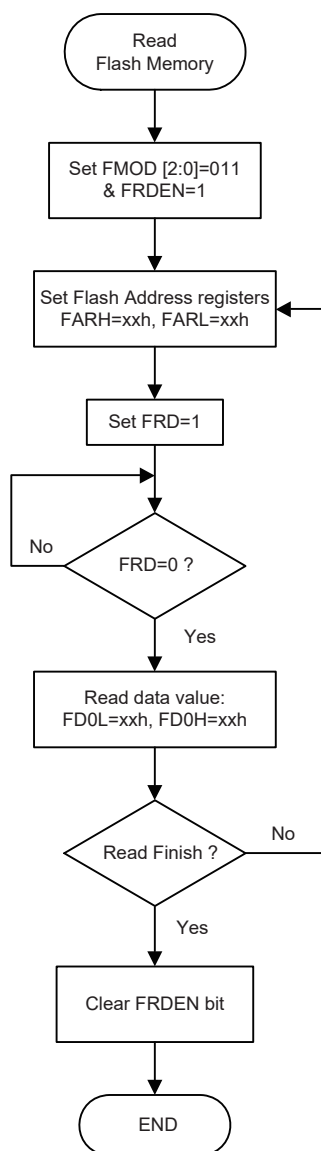 Read
Flash Memory
Set FMOD [2:0]=011
& FRDEN=1
Set Flash Address registers
FARH=xxh, FARL=xxh
Set FRD=1
No
FRD=0 ?
Yes
Read data value:
FD0L=xxh, FD0H=xxh
Read Finish ?
No
Yes
Clear FRDEN bit
END